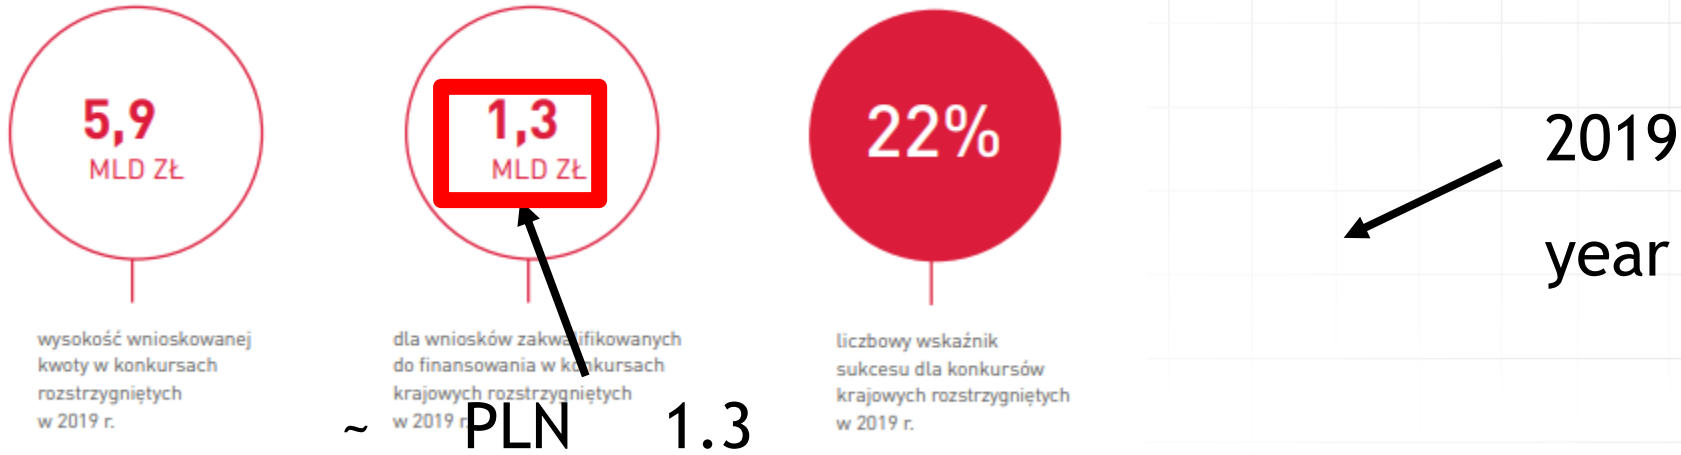 5,9
MLD ZŁ
wysokość wnioskowanej
kwoty w konkursach
rozstrzygniętych
w 2019 r.
1,3
MLD ZŁ
dla wniosków zakwalifikowanych
do finansowania w konkursach
krajowych rozstrzygniętych
w 2019 r.
~ PLN 1.3
22%
liczbowy wskaźnik
sukcesu dla konkursów
krajowych rozstrzygniętych
w 2019 r.
2019
year